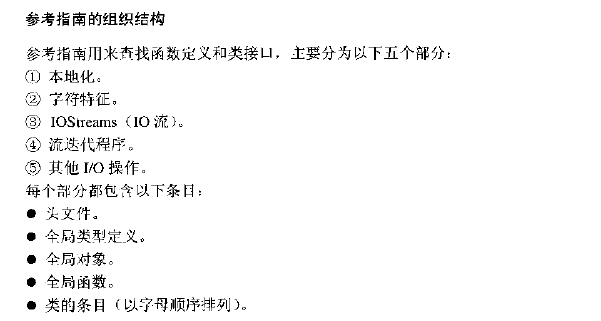 参考指南的组织结构
参考指南用来查找函数定义和类接口，主要分为以下五个部分：
① 本地化。
② 字符特征。
③ IOStreams（IO 流）。
④ 流迭代程序。
⑤ 其他 I/O 操作。
每个部分都包含以下条目：
● 头文件。
● 全局类型定义。
● 全局对象。
● 全局函数。
● 类的条目（以字母顺序排列）。